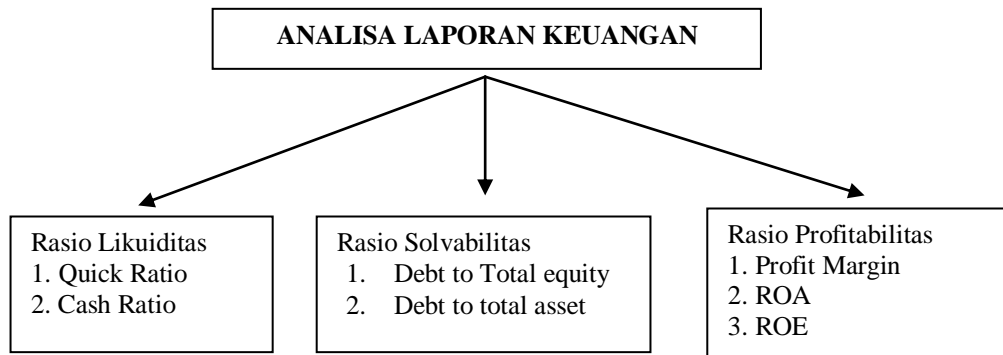 ANALISA LAPORAN KEUANGAN
Rasio Likuiditas
1. Quick Ratio
2. Cash Ratio
Rasio Solvabilitas
1. Debt to Total equity
2. Debt to total asset
Rasio Profitabilitas
1. Profit Margin
2. ROA
3. ROE